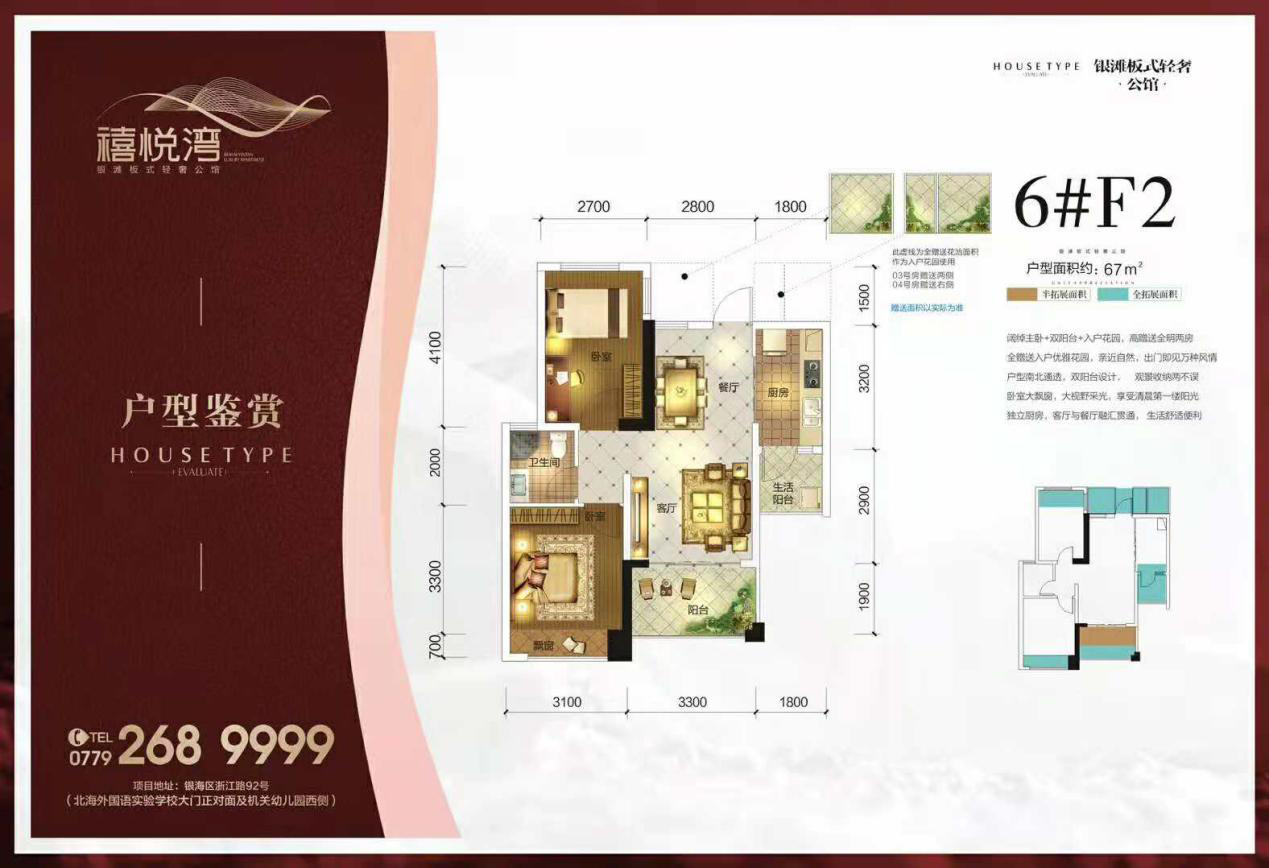 禧悦湾
银滩板式轻奢公馆
户型鉴赏
HOUSE TYPE
EVALUATE
TEL
0779
268 9999
项目地址：银海区浙江路92号
（北海外国语实验学校大门正对面及机关幼儿园西侧）
HOUSE TYPE
银滩板式轻奢
·公馆·
6#F2
银滩板式轻奢公馆
户型面积约：67m²
半拓展面积
全拓展面积
阔绰主卧+双阳台+入户花园，高赠送全明两房
全赠送入户优雅花园，亲近自然，出门即见万种风情
户型南北通透，双阳台设计， 观景收纳两不误
卧室大飘窗，大视野采光，享受清晨第一缕阳光
独立厨房，客厅与餐厅融汇贯通， 生活舒适便利
此虚线为全赠送花池面积
作为入户花园使用
03号房赠送两侧
04号房赠送右侧
赠送面积以实际为准
2700
2800
1800
4100
2000
3300
700
1500
3200
2900
1900
3100
3300
1800
卧室
餐厅
厨房
卫生间
生活
阳台
客厅
卧室
阳台
飘窗